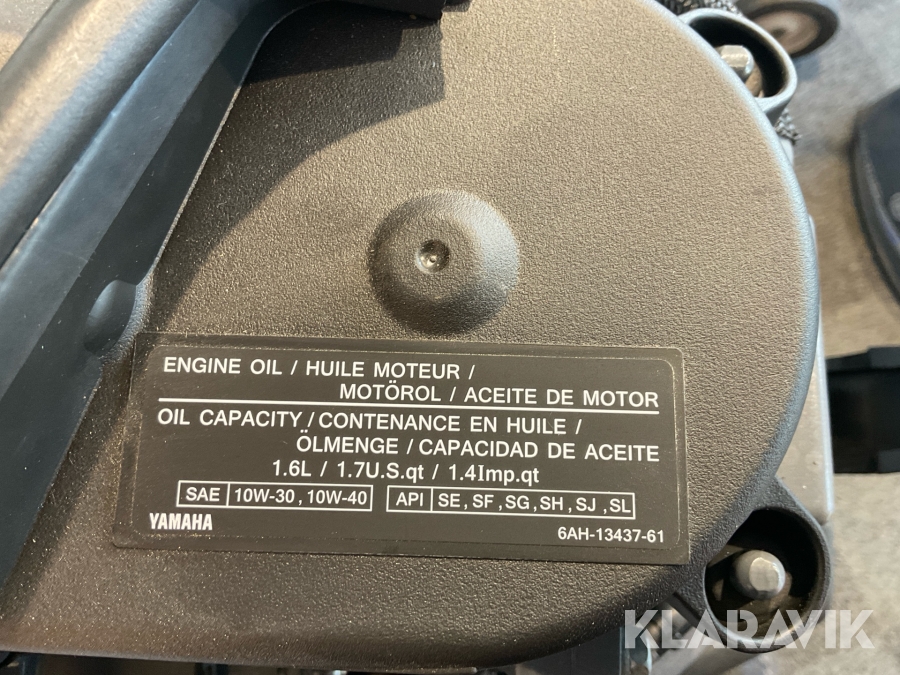 ENGINE OIL / HUILE MOTEUR /
MOTÖROL / ACEITE DE MOTOR
OIL CAPACITY / CONTENANCE EN HUILE /
ÖLMENGE / CAPACIDAD DE ACEITE
1.6L / 1.7U.S.qt / 1.4Imp.qt
SAE 10W-30 , 10W-40 API SE , SF , SG , SH , SJ , SL
YAMAHA 6AH-13437-61
KLARAVIK